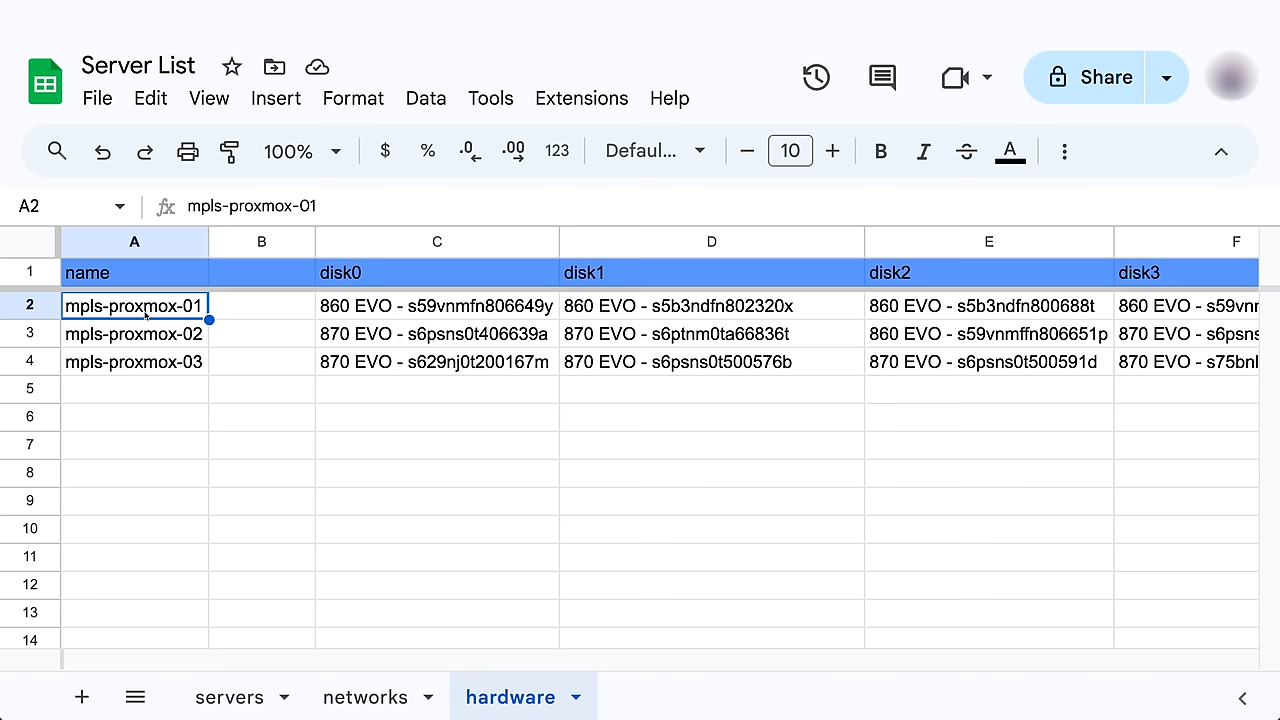 Server List
File Edit View Insert Format Data Tools Extensions Help
Share
100% $ % .0 .00 123 Defaul... 10 B I S A
A2 fx mpls-proxmox-01
A B C D E F
1 name disk0 disk1 disk2 disk3
2 mpls-proxmox-01 860 EVO - s59vnmfn806649y 860 EVO - s5b3ndfn802320x 860 EVO - s5b3ndfn800688t 860 EVO - s59vnr
3 mpls-proxmox-02 870 EVO - s6psns0t406639a 870 EVO - s6ptnm0ta66836t 860 EVO - s59vnmffn806651p 870 EVO - s6psns
4 mpls-proxmox-03 870 EVO - s629nj0t200167m 870 EVO - s6psns0t500576b 870 EVO - s6psns0t500591d 870 EVO - s75bnl
5
6
7
8
9
10
11
12
13
14
servers networks hardware